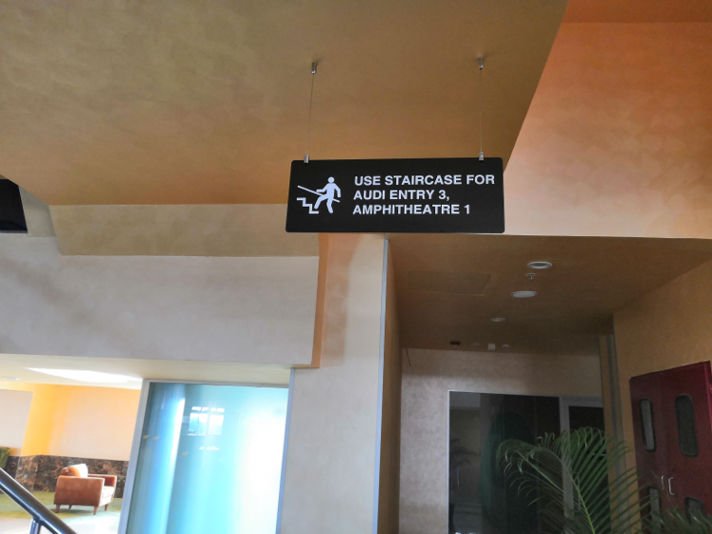 USE STAIRCASE FOR
AUDI ENTRY 3,
AMPHITHEATRE 1